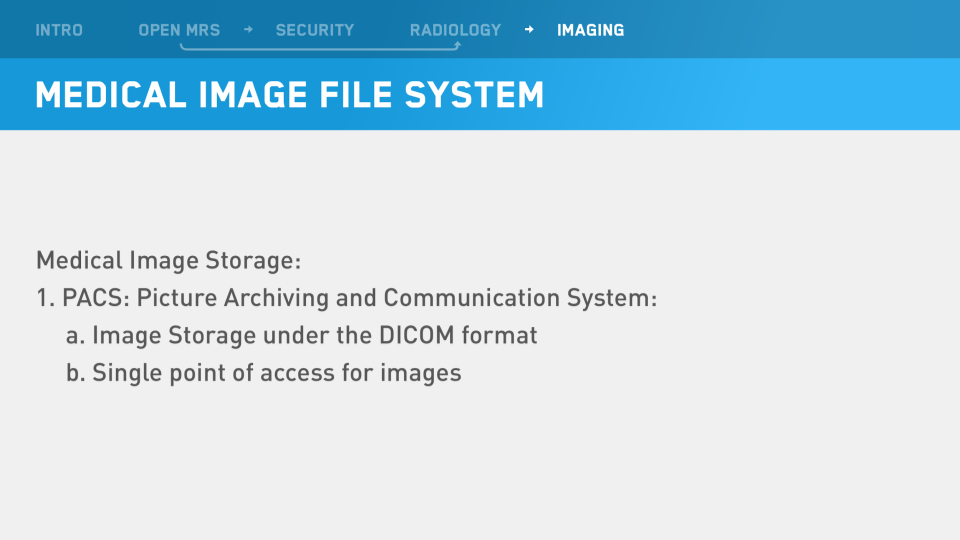 INTRO OPEN MRS → SECURITY RADIOLOGY → IMAGING
MEDICAL IMAGE FILE SYSTEM
Medical Image Storage:
1. PACS: Picture Archiving and Communication System:
a. Image Storage under the DICOM format
b. Single point of access for images